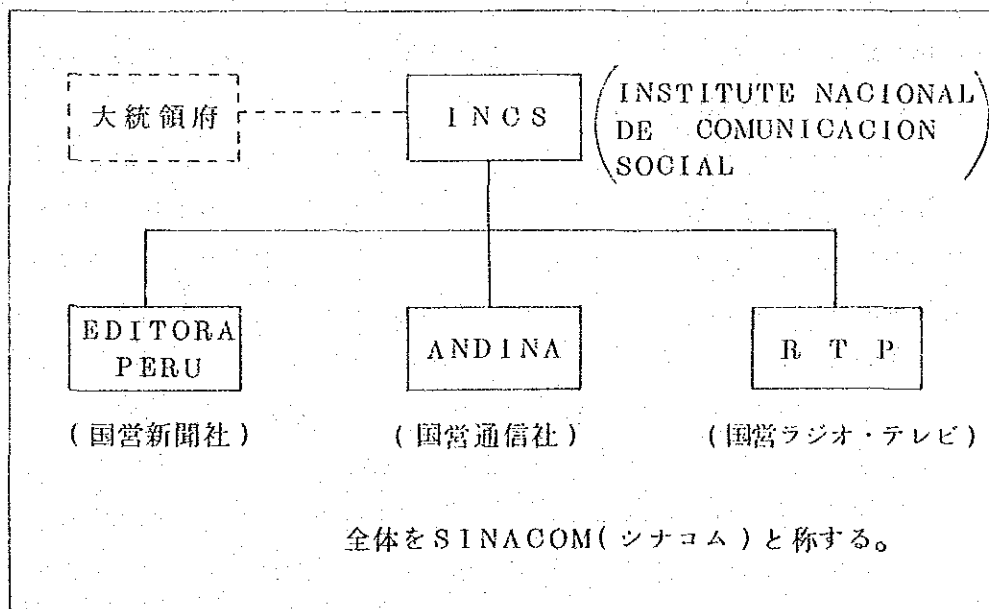 大統領府
INCS
INSTITUTE NACIONAL
DE COMUNICACION
SOCIAL
EDITORA
PERU
ANDINA
RTP
(国営新聞社)
(国営通信社)
(国営ラジオ・テレビ)
全体をSINACOM(シナコム)と称する。